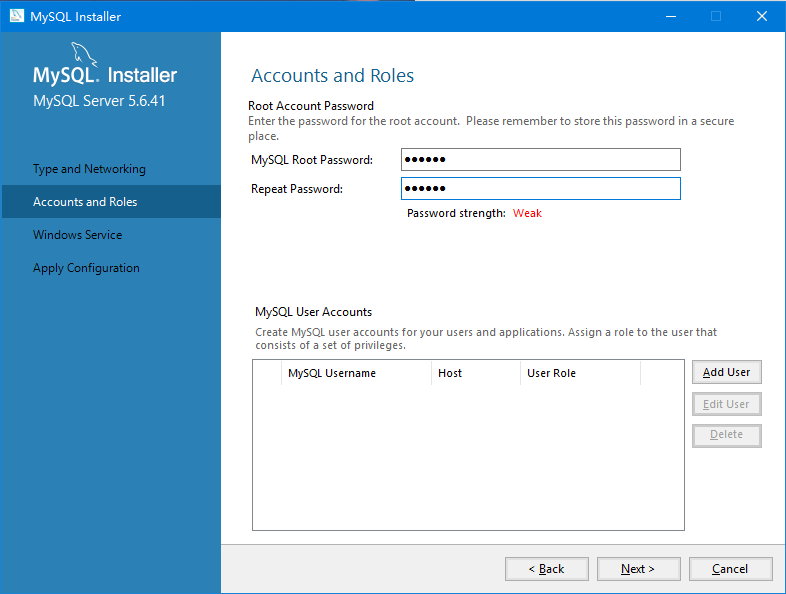 MySQL Installer
MySQL. Installer
MySQL Server 5.6.41
Type and Networking
Accounts and Roles
Windows Service
Apply Configuration
Accounts and Roles
Root Account Password
Enter the password for the root account. Please remember to store this password in a secure
place.
MySQL Root Password: ●●●●●●
Repeat Password: ●●●●●●
Password strength: Weak
MySQL User Accounts
Create MySQL user accounts for your users and applications. Assign a role to the user that
consists of a set of privileges.
MySQL Username Host User Role
Add User
Edit User
Delete
< Back Next > Cancel